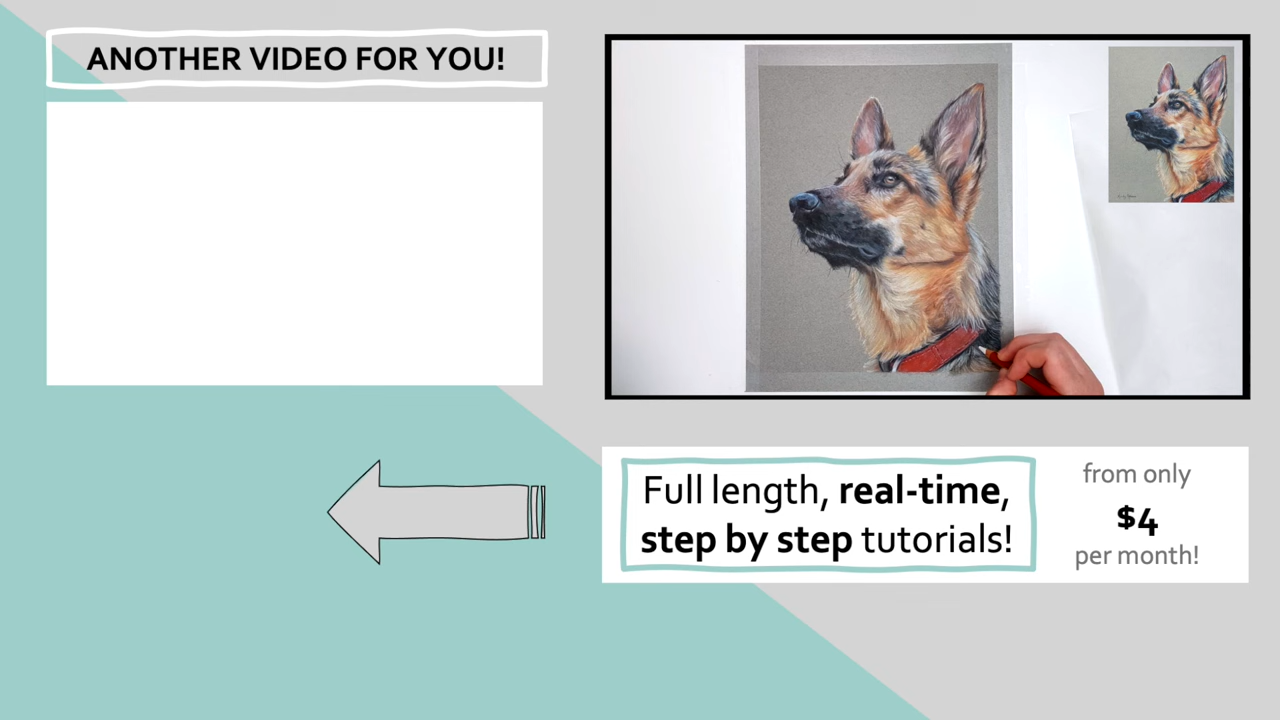 ANOTHER VIDEO FOR YOU!
Full length, real-time,
step by step tutorials!
from only
$4
per month!